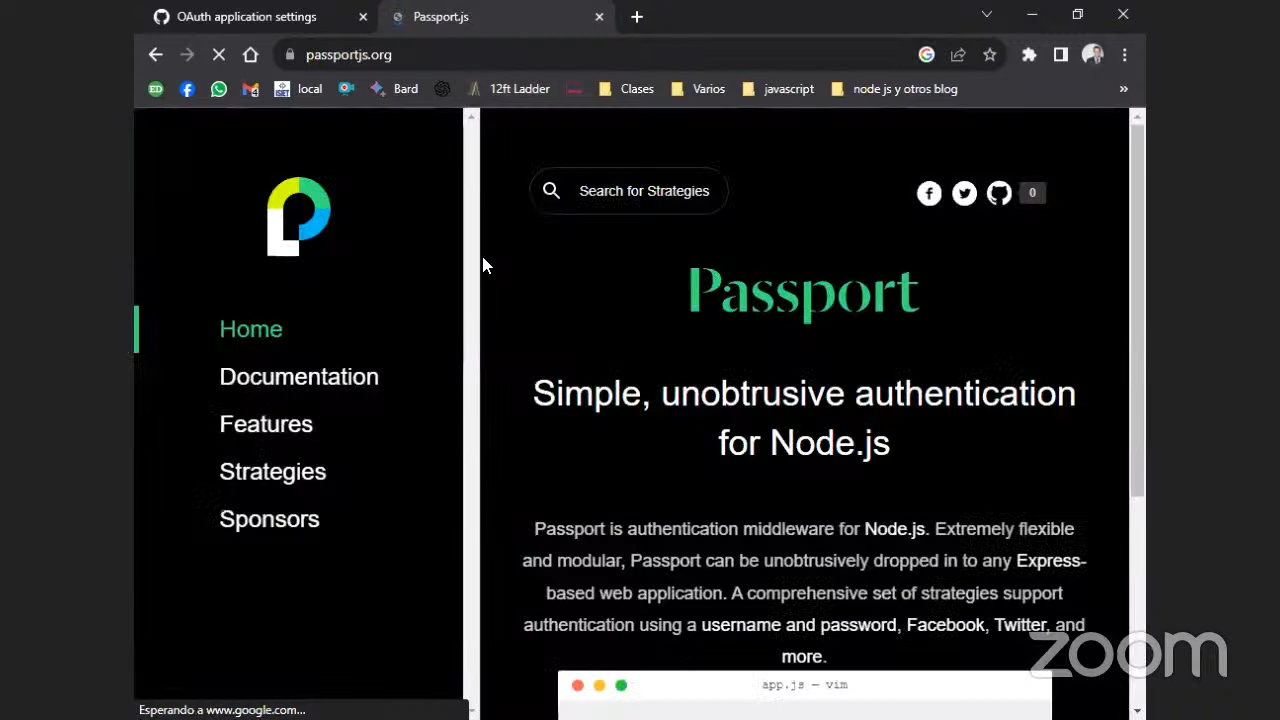 OAuth application settings
Passport.js
passportjs.org
ED
4
ISET
local
Bard
12ft Ladder
Clases
Varios
javascript
node js y otros blog
»
Search for Strategies
0
Home
Documentation
Features
Strategies
Sponsors
Passport
Simple, unobtrusive authentication
for Node.js
Passport is authentication middleware for Node.js. Extremely flexible
and modular, Passport can be unobtrusively dropped in to any Express-
based web application. A comprehensive set of strategies support
authentication using a username and password, Facebook, Twitter, and
more.
app.js — vim
Esperando a www.google.com...
zoom